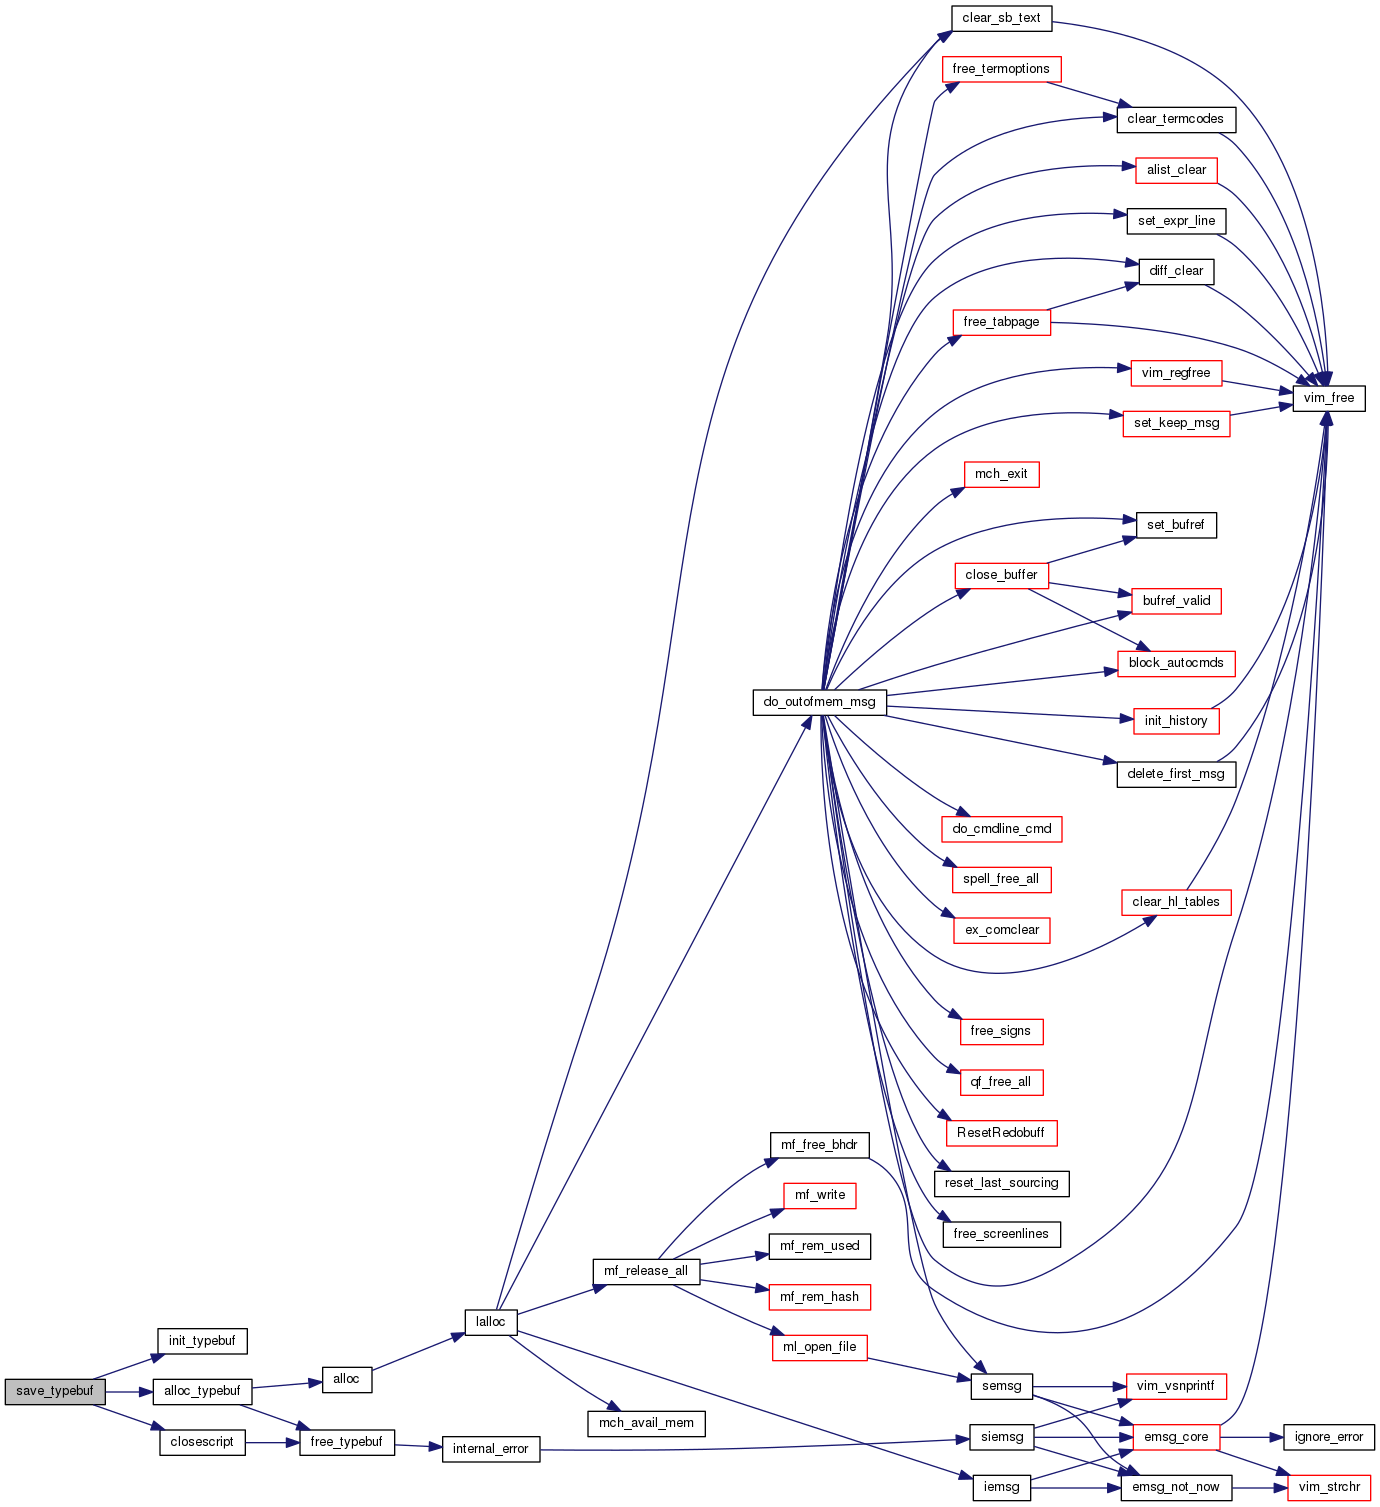 clear_sb_text
free_termoptions
clear_termcodes
alist_clear
set_expr_line
diff_clear
free_tabpage
vim_regfree
vim_free
set_keep_msg
mch_exit
set_bufref
close_buffer
bufref_valid
block_autocmds
do_outofmem_msg
init_history
delete_first_msg
do_cmdline_cmd
spell_free_all
clear_hl_tables
ex_comclear
free_signs
qf_free_all
ResetRedobuff
mf_free_bhdr
reset_last_sourcing
mf_write
free_screenlines
mf_rem_used
mf_release_all
mf_rem_hash
lalloc
init_typebuf
ml_open_file
alloc
semsg
vim_vsnprintf
save_typebuf
alloc_typebuf
mch_avail_mem
closescript
free_typebuf
siemsg
emsg_core
ignore_error
internal_error
iemsg
emsg_not_now
vim_strchr